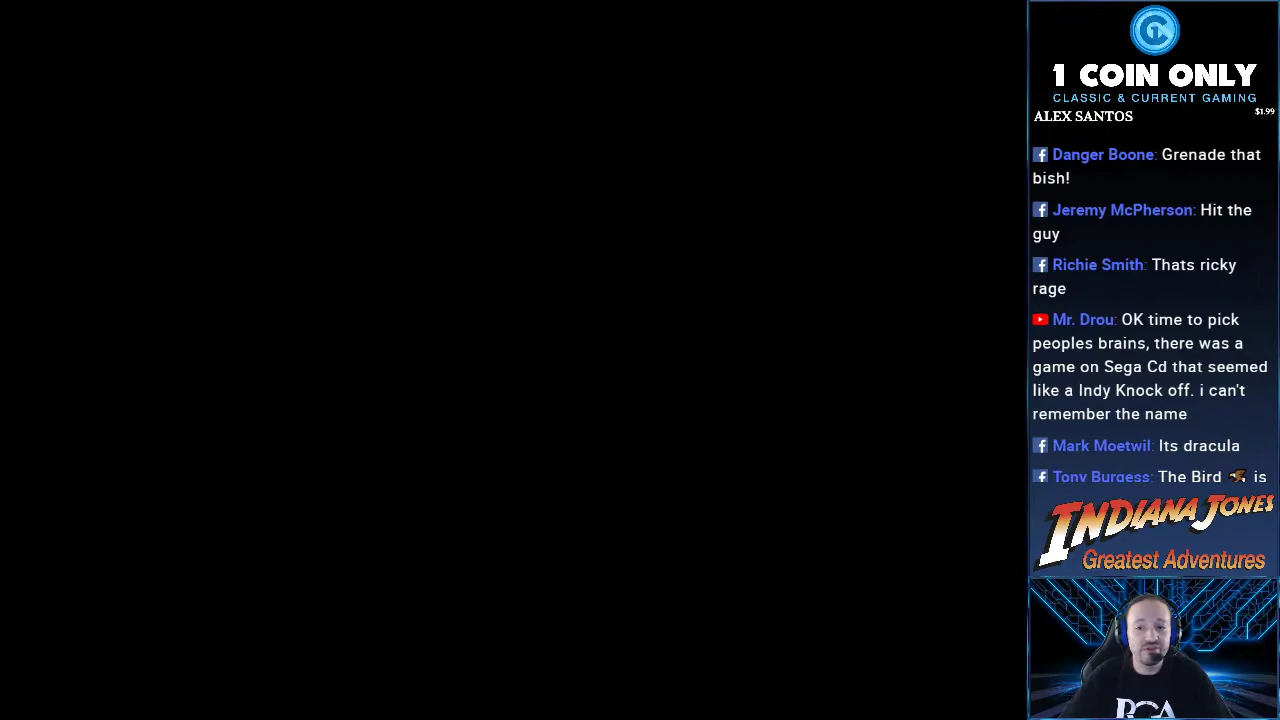 1 COIN ONLY
CLASSIC & CURRENT GAMING
ALEX SANTOS $1.99
Danger Boone: Grenade that
bish!
Jeremy McPherson: Hit the
guy
Richie Smith: Thats ricky
rage
Mr. Drou: OK time to pick
peoples brains, there was a
game on Sega Cd that seemed
like a Indy Knock off. i can't
remember the name
Mark Moetwil: Its dracula
Tony Burgess: The Bird is
INDIANA JONES
Greatest Adventures